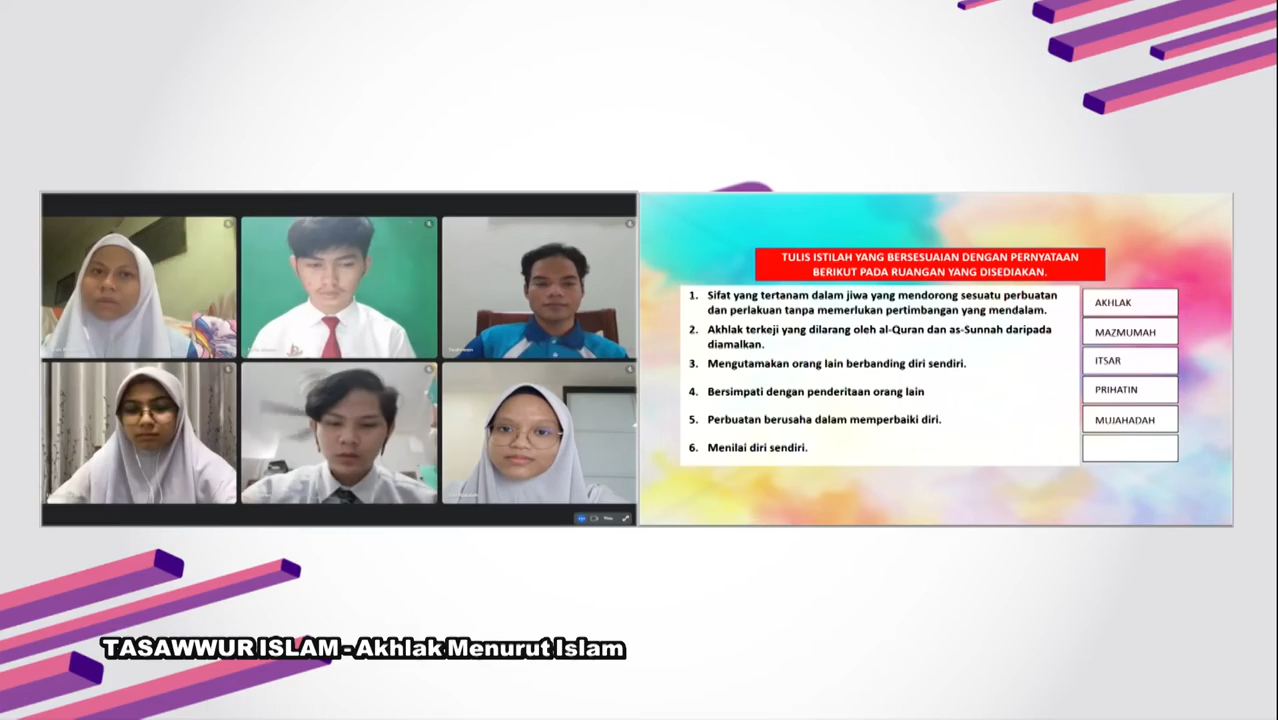 TULIS ISTILAH YANG BERSESUAIAN DENGAN PERNYATAAN
BERIKUT PADA RUANGAN YANG DISEDIAKAN.
1. Sifat yang tertanam dalam jiwa yang mendorong sesuatu perbuatan
dan perlakuan tanpa memerlukan pertimbangan yang mendalam.
AKHLAK
2. Akhlak terkeji yang dilarang oleh al-Quran dan as-Sunnah daripada
diamalkan.
MAZMUMAH
3. Mengutamakan orang lain berbanding diri sendiri.
ITSAR
4. Bersimpati dengan penderitaan orang lain
PRIHATIN
5. Perbuatan berusaha dalam memperbaiki diri.
MUJAHADAH
6. Menilai diri sendiri.
TASAWWUR ISLAM - Akhlak Menurut Islam